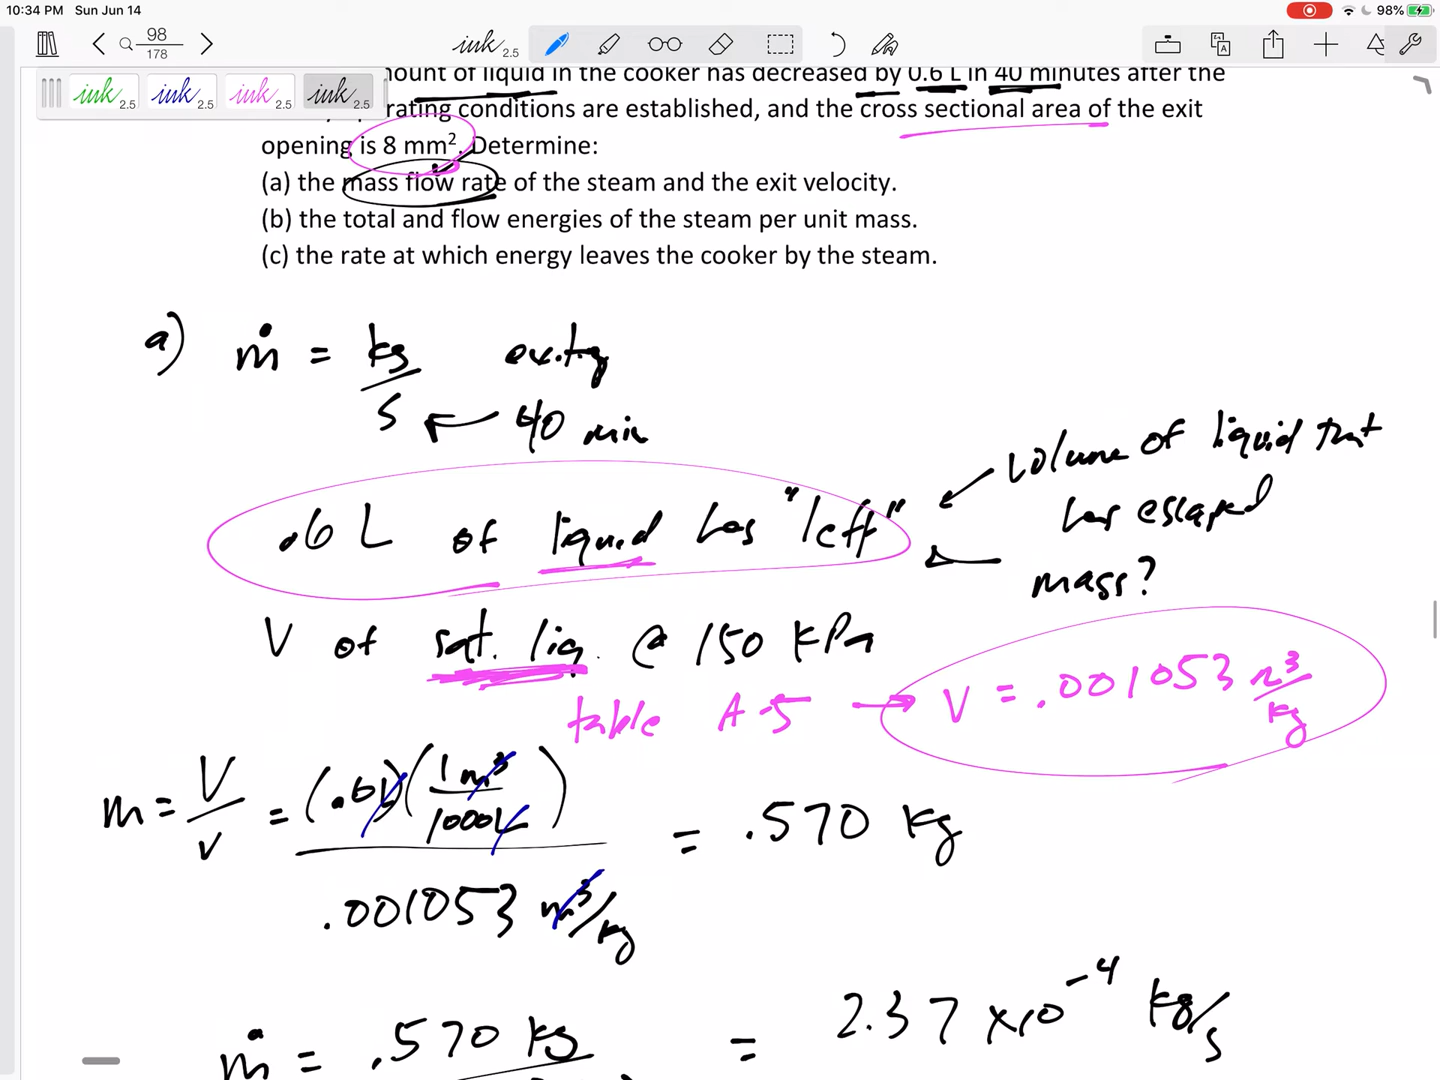 10:34 PM Sun Jun 14
98%
98
178
ink 2.5
ink 2.5 ink 2.5 ink 2.5 ink 2.5
ount of liquid in the cooker has decreased by 0.6 L in 40 minutes after the
rating conditions are established, and the cross sectional area of the exit
opening is 8 mm². Determine:
(a) the mass flow rate of the steam and the exit velocity.
(b) the total and flow energies of the steam per unit mass.
(c) the rate at which energy leaves the cooker by the steam.
a) ṁ = kg/s exiting
40 min
.6 L of liquid has "left"
volume of liquid that
has escaped
mass?
V of sat. liq. @ 150 kPa
table A-5 → v = .001053 m³/kg
m = V/v = (.6L)(1 m³/1000L) / .001053 m³/kg = .570 kg
ṁ = .570 kg = 2.37 x10⁻⁴ kg/s